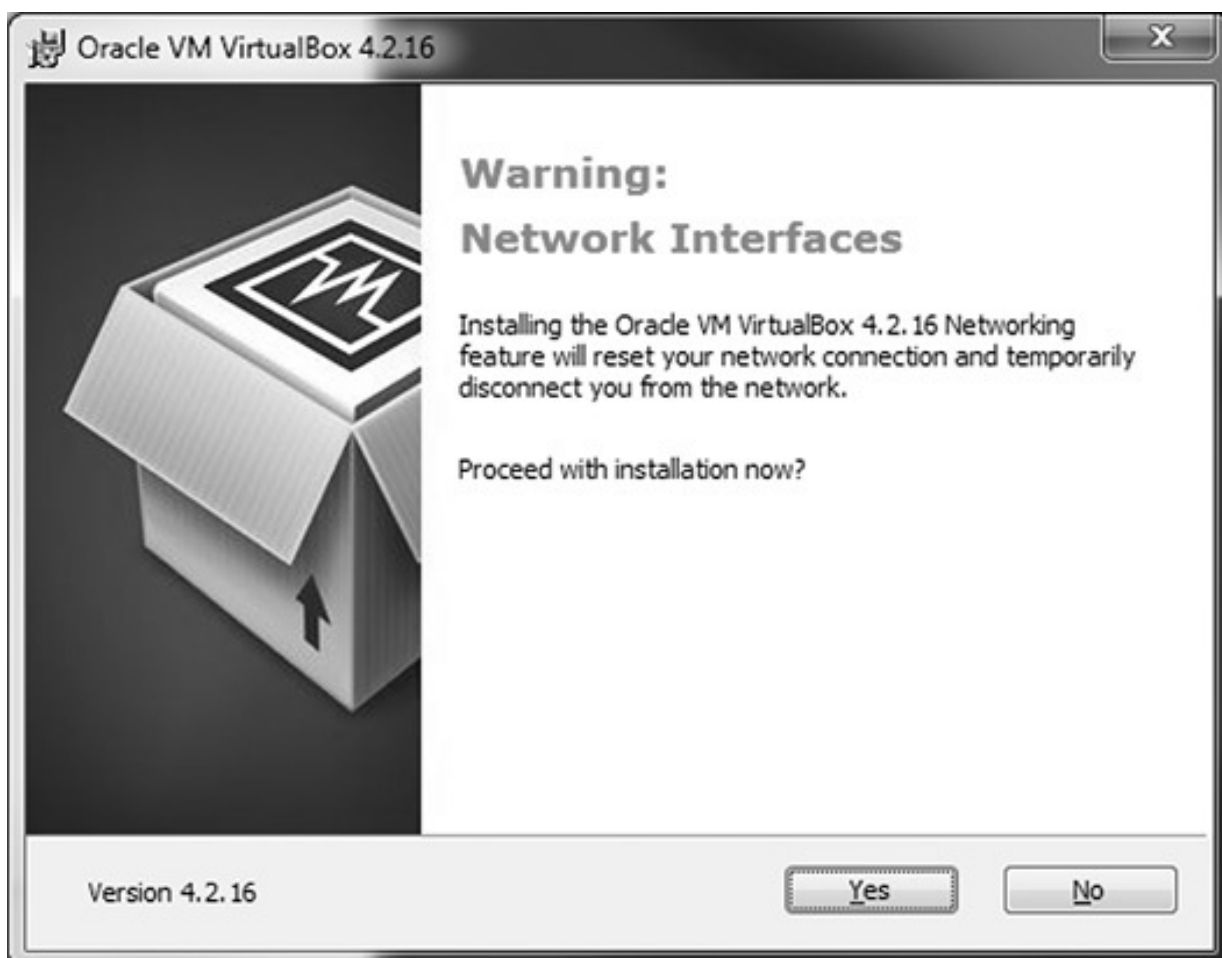 Oracle VM VirtualBox 4.2.16
Warning:
Network Interfaces
Installing the Oracle VM VirtualBox 4.2.16 Networking
feature will reset your network connection and temporarily
disconnect you from the network.
Proceed with installation now?
Version 4.2.16
Yes
No